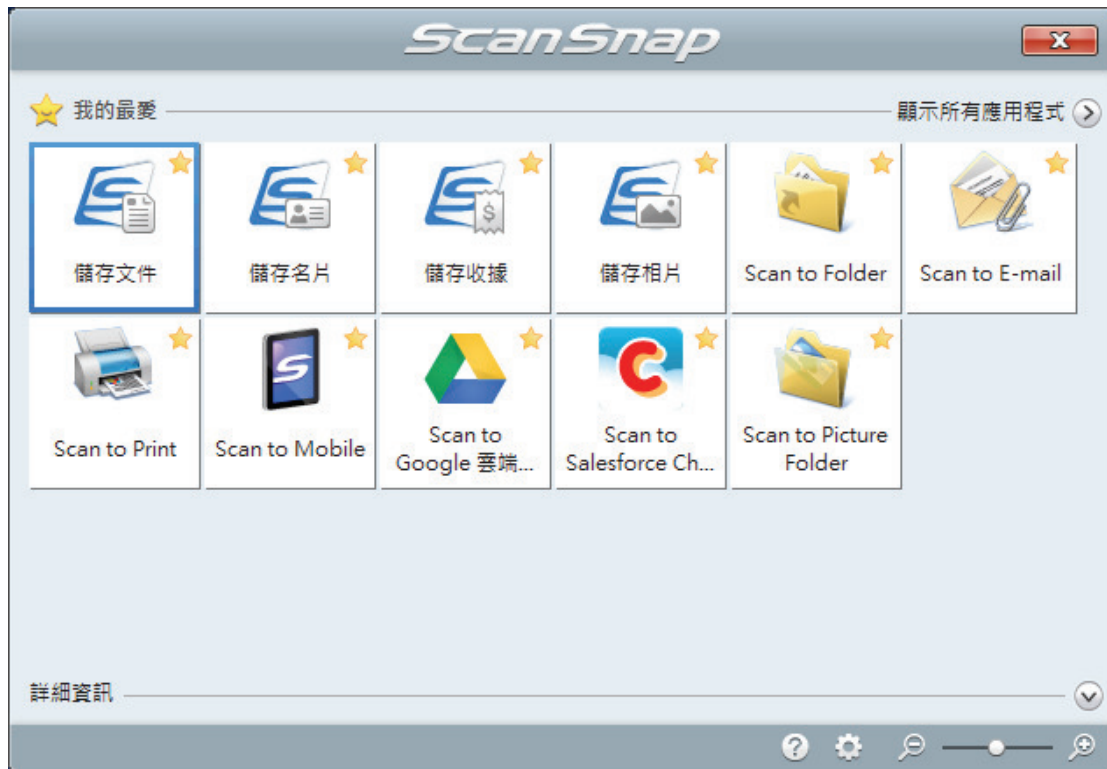 ScanSnap
我的最愛
顯示所有應用程式
儲存文件
儲存名片
儲存收據
儲存相片
Scan to Folder
Scan to E-mail
Scan to Print
Scan to Mobile
Scan to
Google 雲端...
Scan to
Salesforce Ch...
Scan to Picture
Folder
詳細資訊